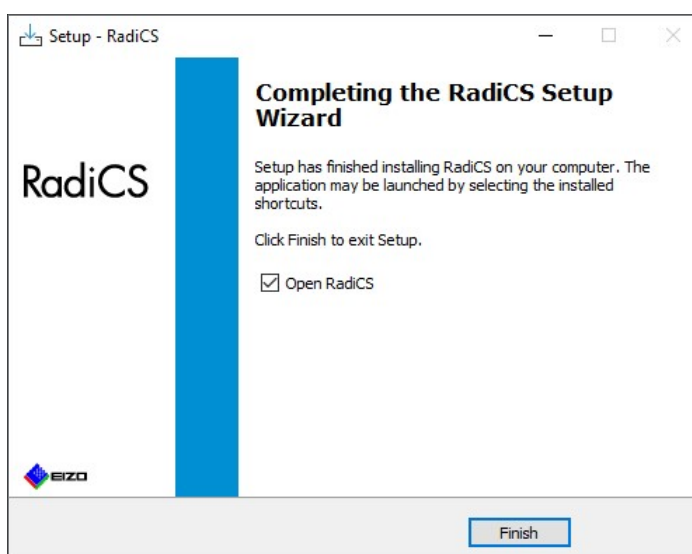 Setup - RadiCS
Completing the RadiCS Setup
Wizard
RadiCS
Setup has finished installing RadiCS on your computer. The
application may be launched by selecting the installed
shortcuts.
Click Finish to exit Setup.
Open RadiCS
EIZO
Finish